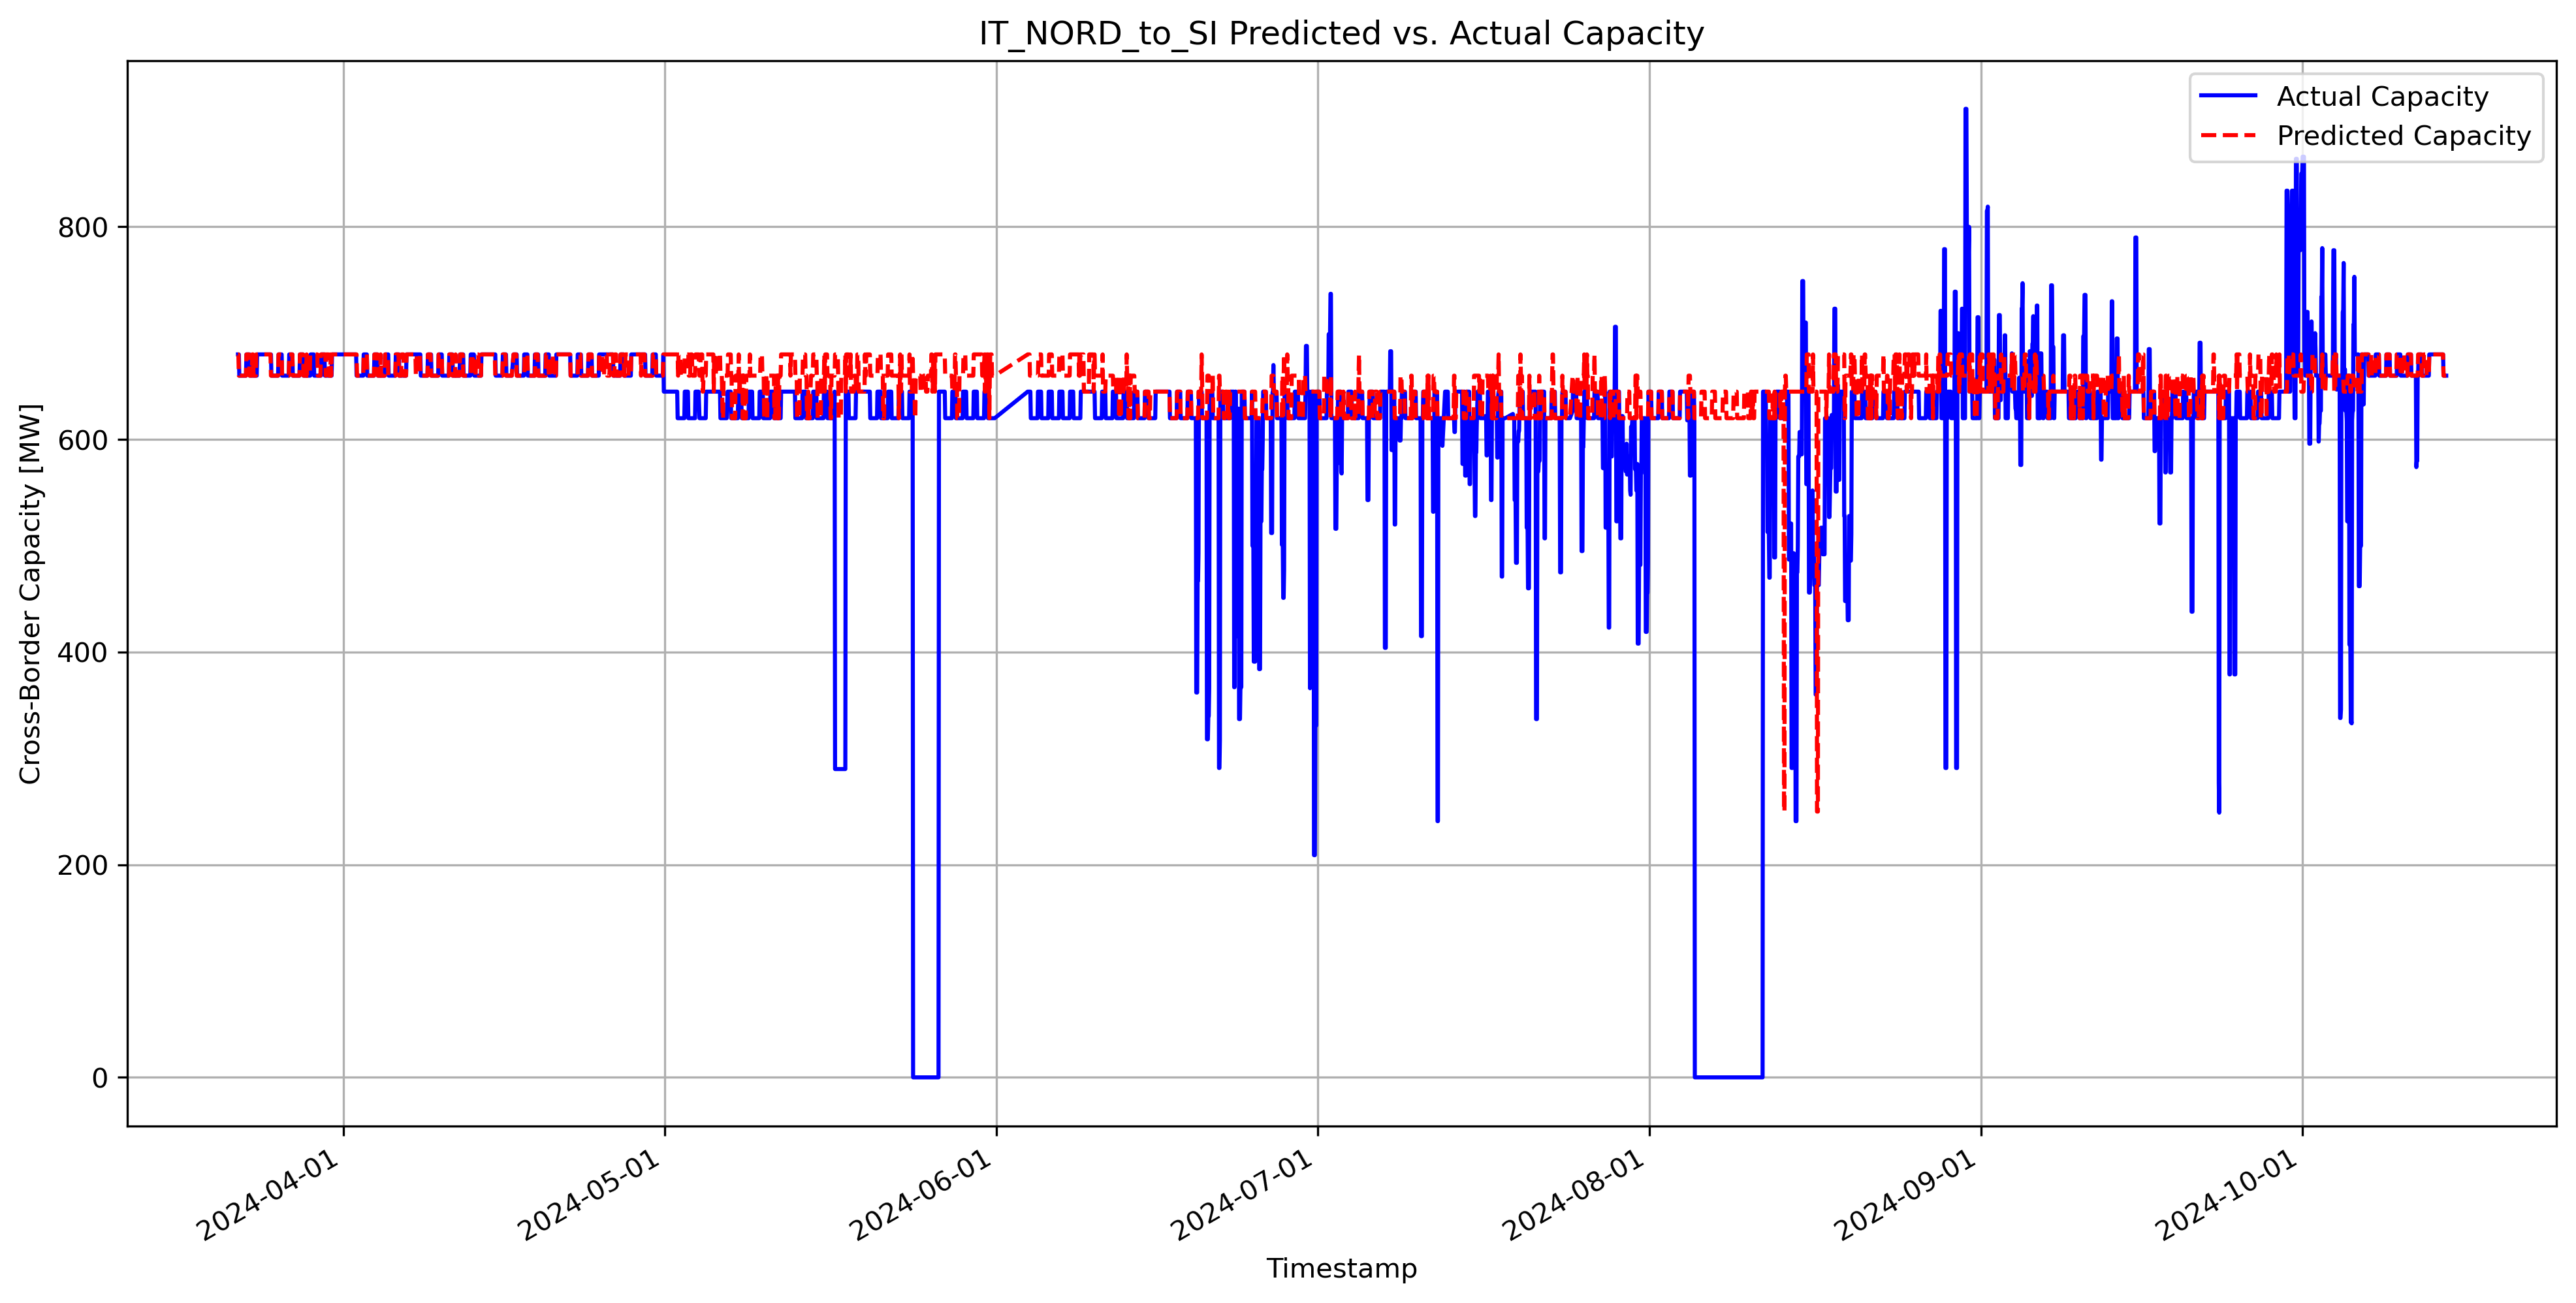 IT_NORD_to_SI Predicted vs. Actual Capacity
Actual Capacity
Predicted Capacity
Cross-Border Capacity [MW]
800
600
400
200
0
2024-04-01
2024-05-01
2024-06-01
2024-07-01
2024-08-01
2024-09-01
2024-10-01
Timestamp